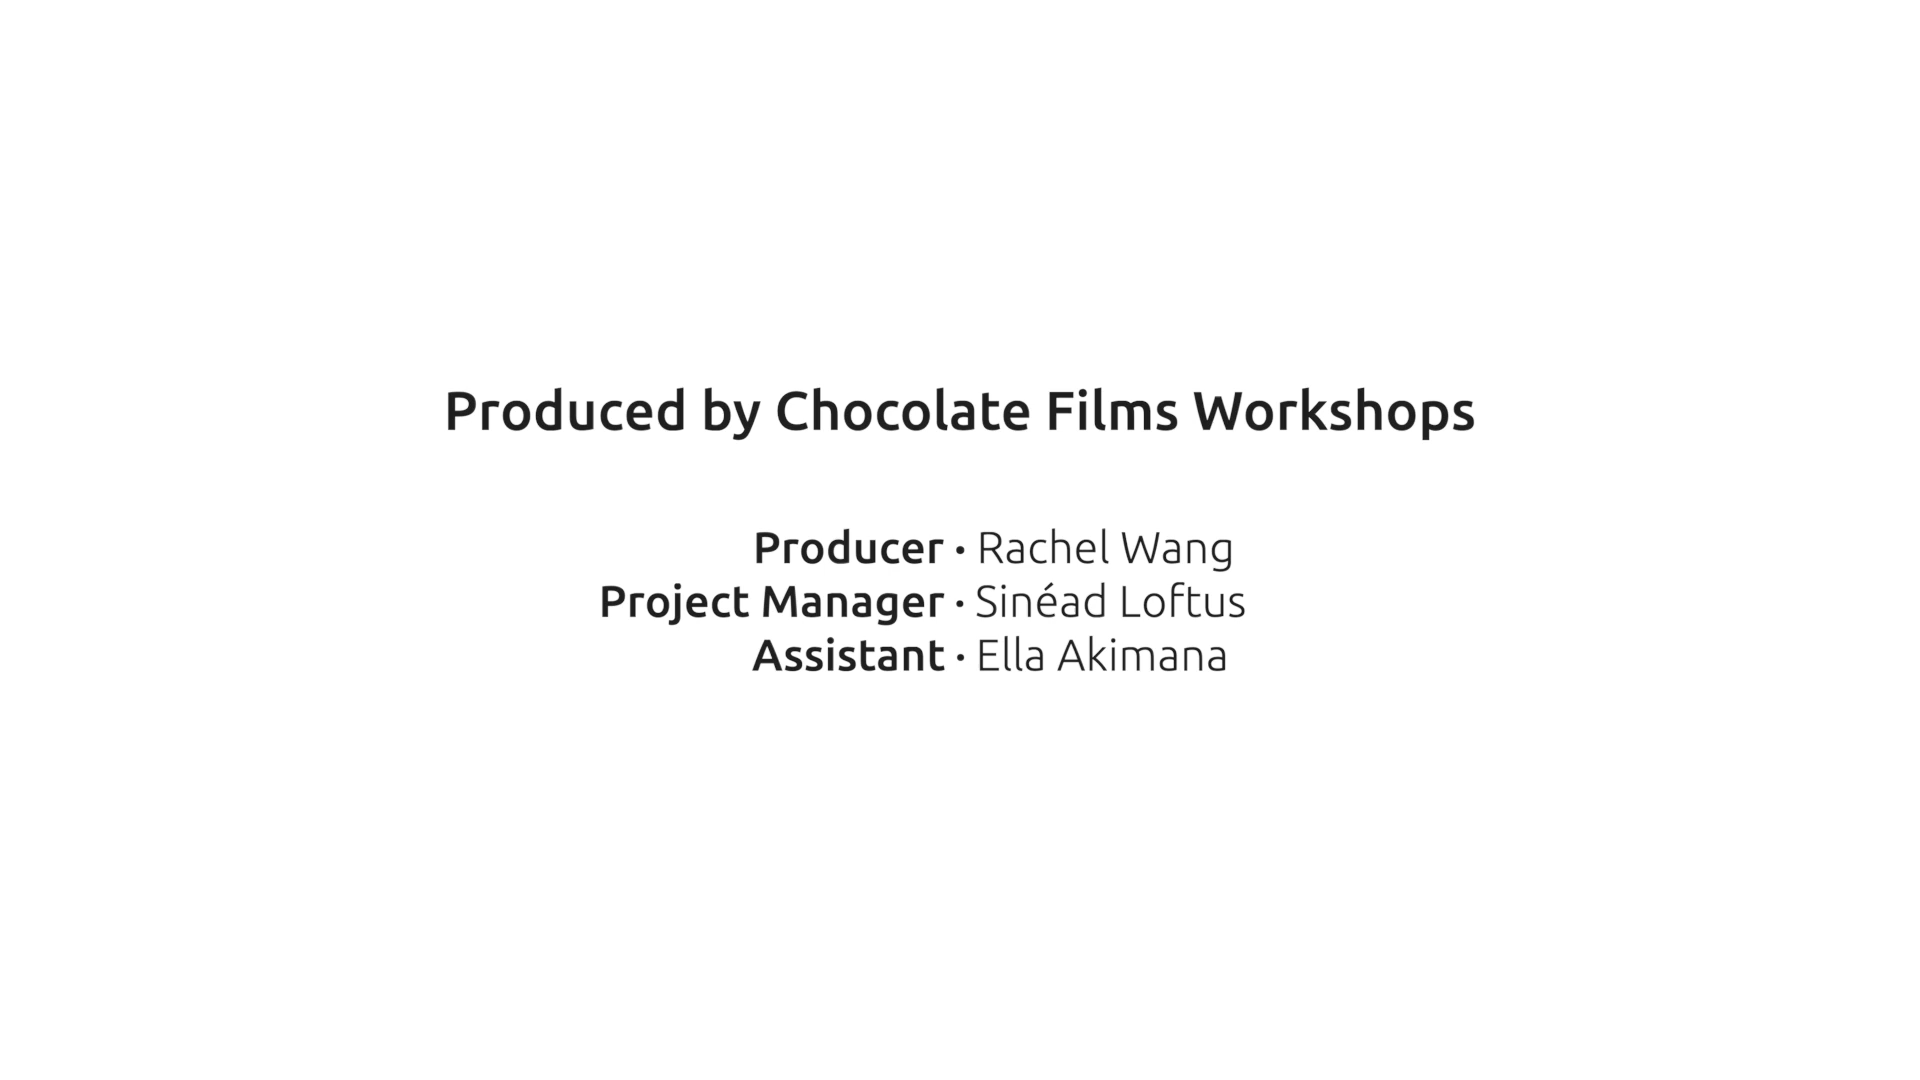 Produced by Chocolate Films Workshops
Producer • Rachel Wang
Project Manager • Sinéad Loftus
Assistant • Ella Akimana